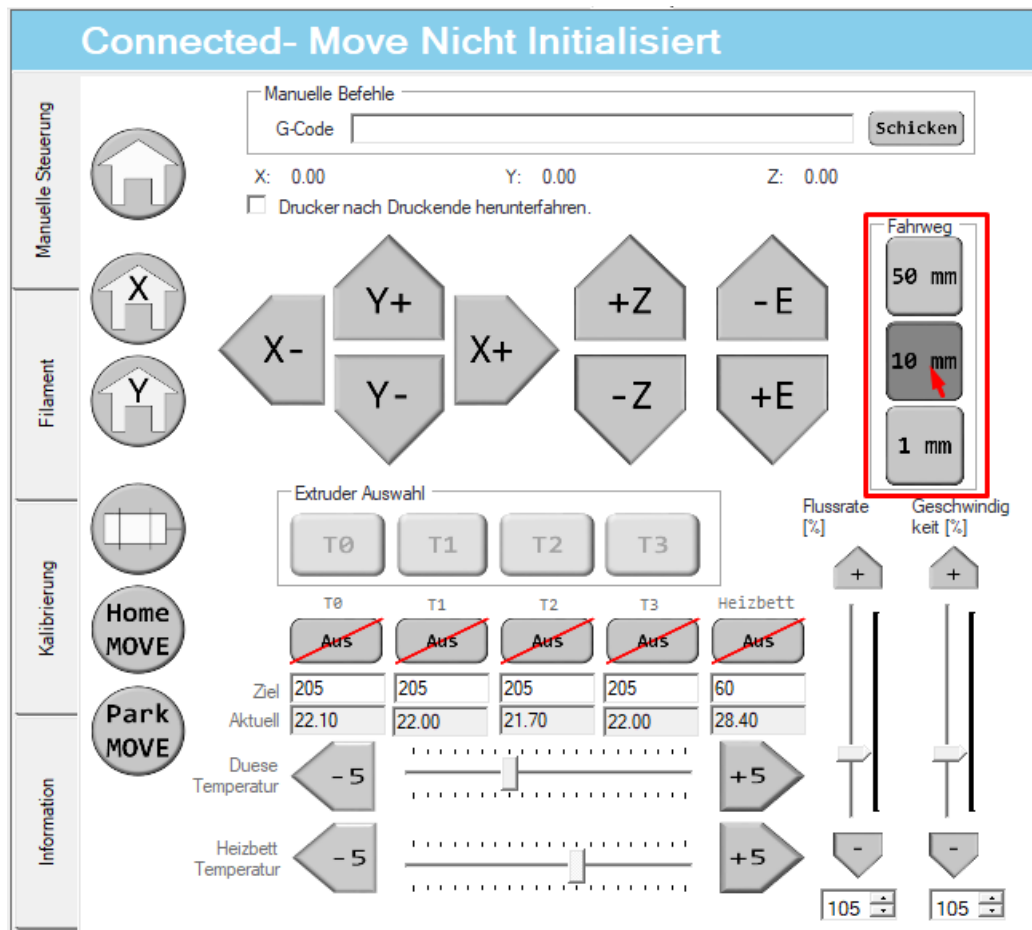 Connected- Move Nicht Initialisiert
Manuelle Steuerung
Filament
Kalibrierung
Information
Manuelle Befehle
G-Code
Schicken
X: 0.00 Y: 0.00 Z: 0.00
Drucker nach Druckende herunterfahren.
X
Y
Home
MOVE
Park
MOVE
X-
Y+
Y-
X+
+Z
-Z
-E
+E
Fahrweg
50 mm
10 mm
1 mm
Extruder Auswahl
T0 T1 T2 T3
T0 T1 T2 T3 Heizbett
Aus Aus Aus Aus Aus
Ziel 205 205 205 205 60
Aktuell 22.10 22.00 21.70 22.00 28.40
Duese
Temperatur
-5 +5
Heizbett
Temperatur
-5 +5
Flussrate
[%]
+
-
105
Geschwindig
keit [%]
+
-
105